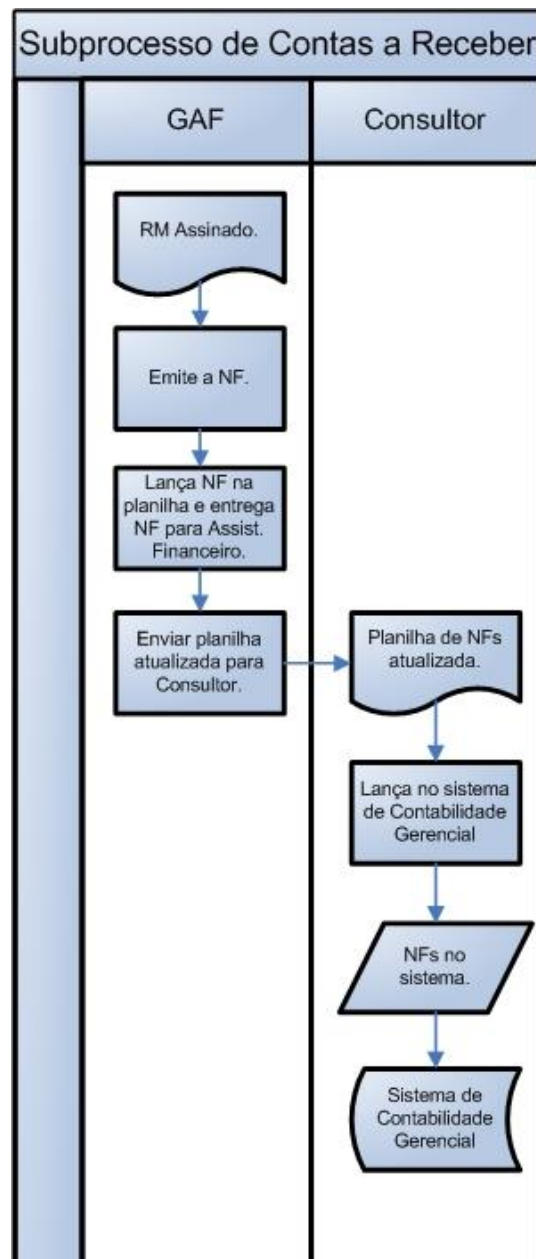 Subprocesso de Contas a Receber
GAF
Consultor
RM Assinado.
Emite a NF.
Lança NF na
planilha e entrega
NF para Assist.
Financeiro.
Enviar planilha
atualizada para
Consultor.
Planilha de NFs
atualizada.
Lança no sistema
de Contabilidade
Gerencial
NFs no
sistema.
Sistema de
Contabilidade
Gerencial